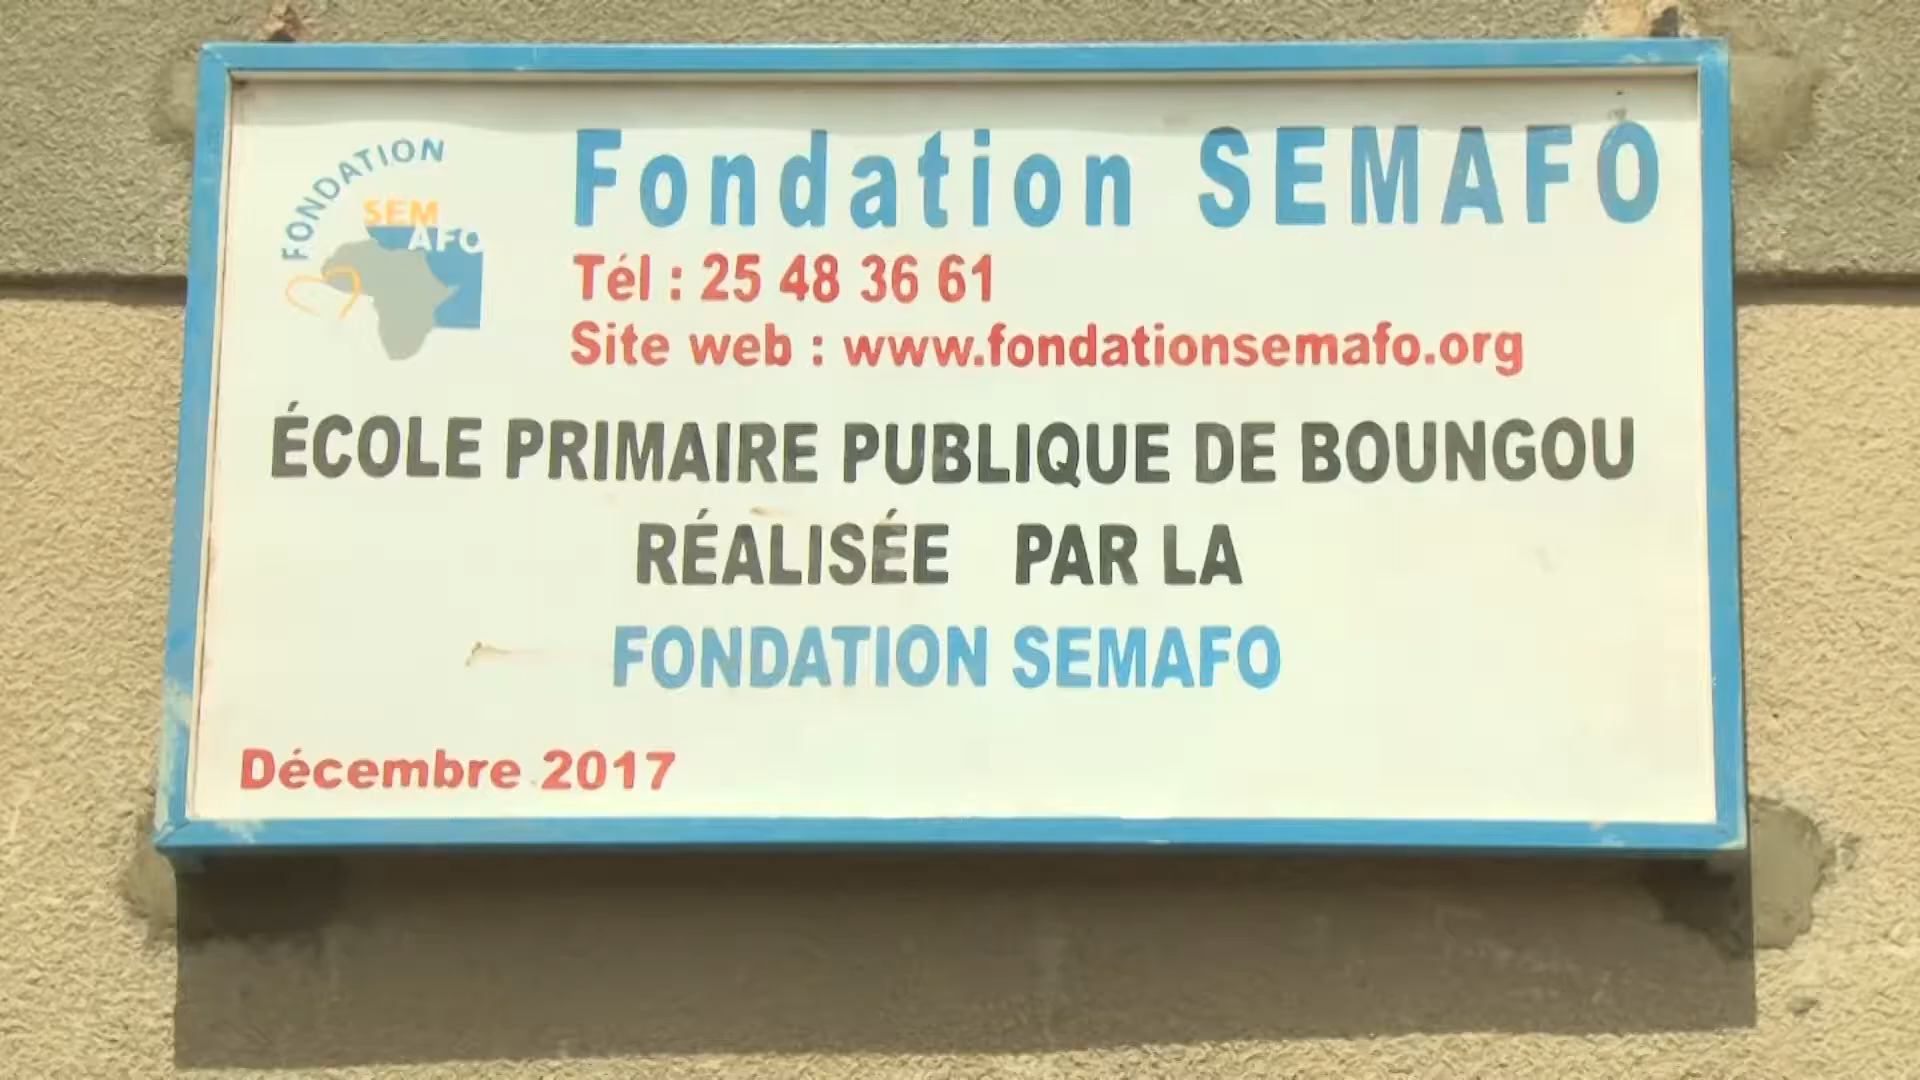 FONDATION
SEM
AFO
Fondation SEMAFO
Tél : 25 48 36 61
Site web : www.fondationsemafo.org
ÉCOLE PRIMAIRE PUBLIQUE DE BOUNGOU
RÉALISÉE PAR LA
FONDATION SEMAFO
Décembre 2017